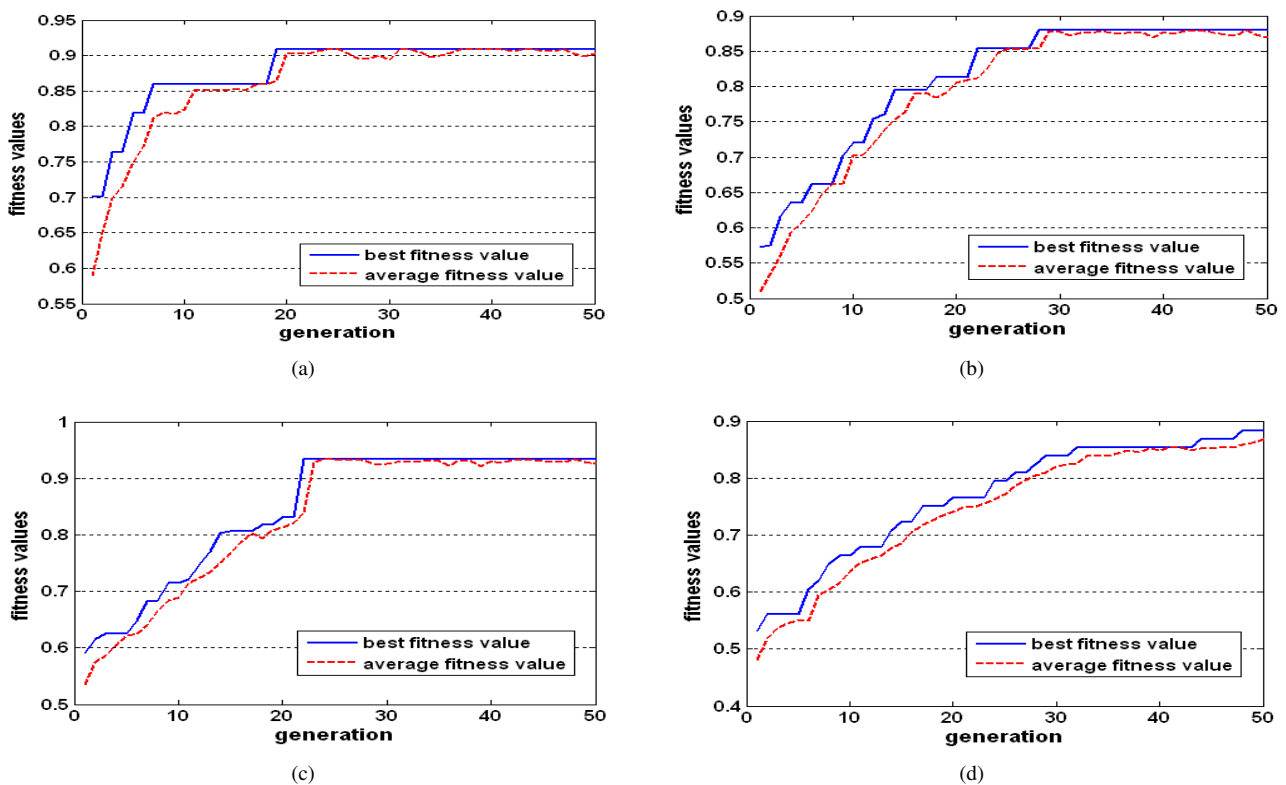 0.95
0.9
0.85
0.8
0.75
0.7
0.65
0.6
0.55
fitness values
best fitness value
average fitness value
0 10 20 30 40 50
generation
(a)
0.9
0.85
0.8
0.75
0.7
0.65
0.6
0.55
0.5
fitness values
best fitness value
average fitness value
0 10 20 30 40 50
generation
(b)
1
0.9
0.8
0.7
0.6
0.5
fitness values
best fitness value
average fitness value
0 10 20 30 40 50
generation
(c)
0.9
0.8
0.7
0.6
0.5
0.4
fitness values
best fitness value
average fitness value
0 10 20 30 40 50
generation
(d)